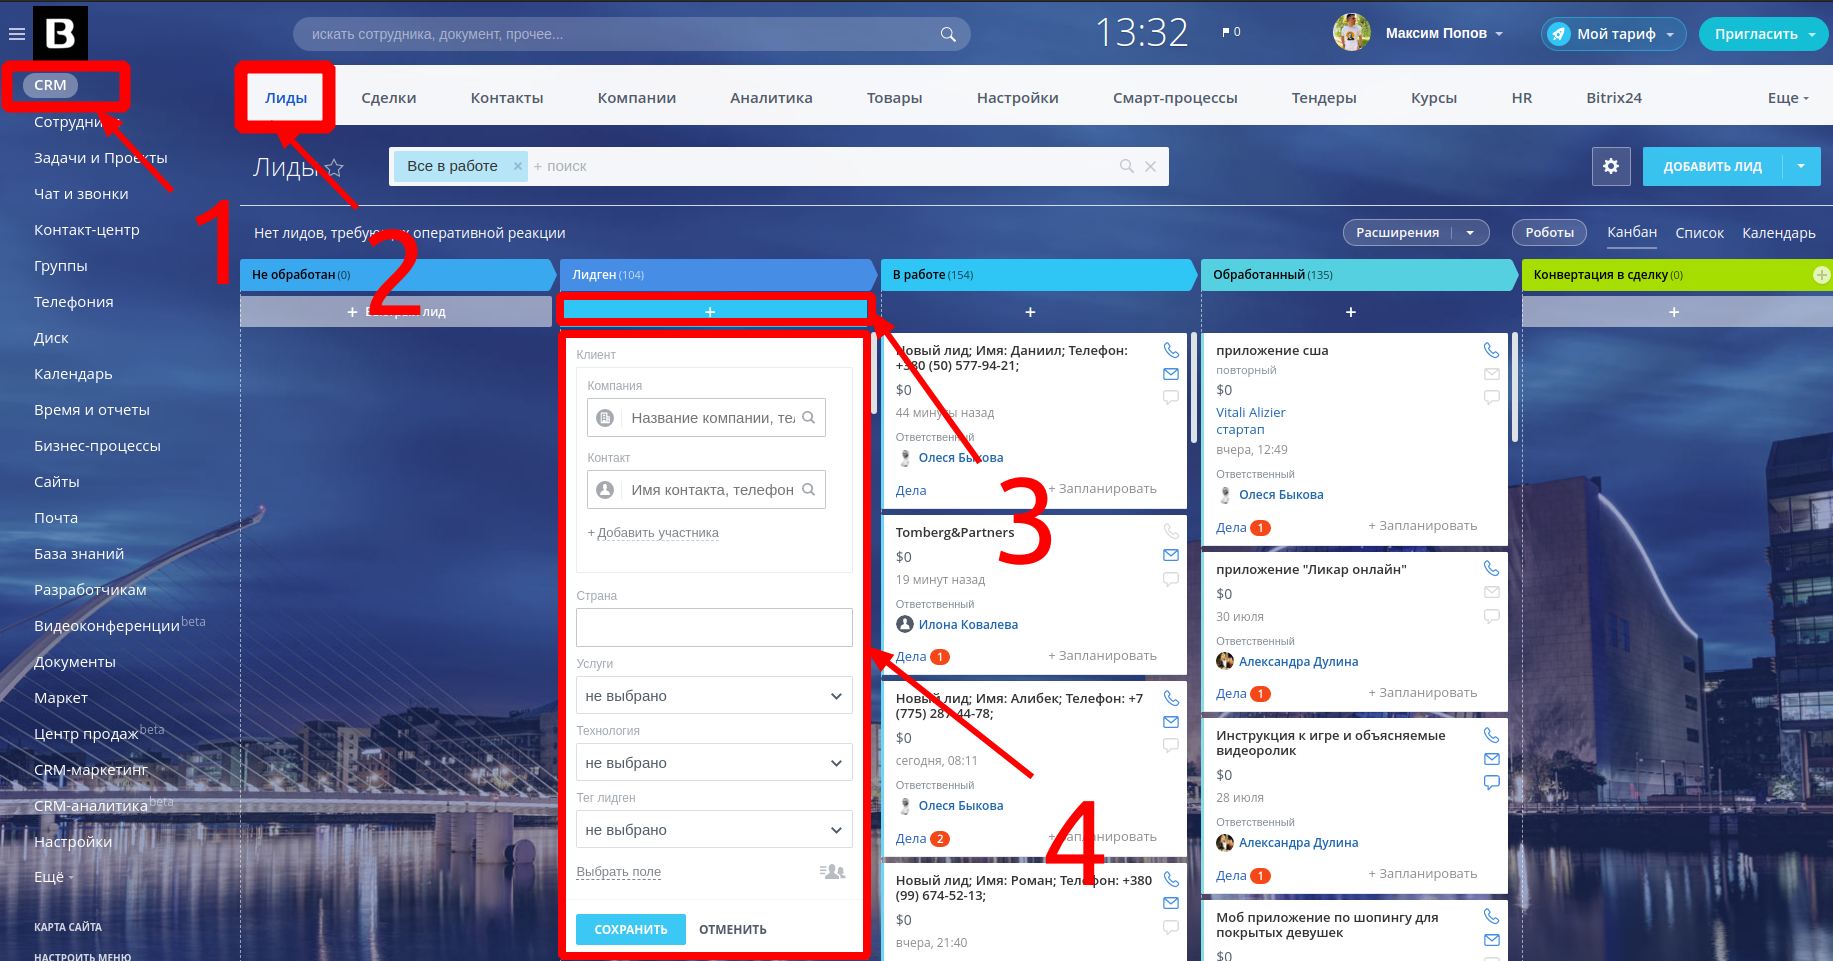 B
искать сотрудника, документ, прочее...
13:32
0
Максим Попов
Мой тариф
Пригласить
CRM
Сотрудники
Задачи и Проекты
Чат и звонки
Контакт-центр
Группы
Телефония
Диск
Календарь
Время и отчеты
Бизнес-процессы
Сайты
Почта
База знаний
Разработчикам
Видеоконференции beta
Документы
Маркет
Центр продаж beta
CRM-маркетинг
CRM-аналитика beta
Настройки
Ещё
КАРТА САЙТА
НАСТРОИТЬ МЕНЮ
Лиды
Сделки
Контакты
Компании
Аналитика
Товары
Настройки
Смарт-процессы
Тендеры
Курсы
HR
Bitrix24
Еще
Лиды
Все в работе ×
+ поиск
ДОБАВИТЬ ЛИД
1
2
3
4
Нет лидов, требующих оперативной реакции
Расширения
Роботы
Канбан
Список
Календарь
Не обработан (0)
+ Быстрый лид
Лидген (104)
+
Клиент
Компания
Название компании, тел
Контакт
Имя контакта, телефон
+ Добавить участника
Страна
Услуги
не выбрано
Технология
не выбрано
Тег лидген
не выбрано
Выбрать поле
СОХРАНИТЬ
ОТМЕНИТЬ
В работе (154)
+
Новый лид; Имя: Даниил; Телефон:
+380 (50) 577-94-21;
$0
44 минуты назад
Ответственный
Олеся Быкова
Дела
+ Запланировать
Tomberg&Partners
$0
19 минут назад
Ответственный
Илона Ковалева
Дела 1
+ Запланировать
Новый лид; Имя: Алибек; Телефон: +7
(775) 287-44-78;
$0
сегодня, 08:11
Ответственный
Олеся Быкова
Дела 2
+ Запланировать
Новый лид; Имя: Роман; Телефон: +380
(99) 674-52-13;
$0
вчера, 21:40
Обработанный (135)
+
приложение сша
повторный
$0
Vitali Alizier
стартап
вчера, 12:49
Ответственный
Олеся Быкова
Дела 1
+ Запланировать
приложение "Ликар онлайн"
$0
30 июля
Ответственный
Александра Дулина
Дела 1
+ Запланировать
Инструкция к игре и объясняемые
видеоролик
$0
28 июля
Ответственный
Александра Дулина
Дела 1
+ Запланировать
Моб приложение по шопингу для
покрытых девушек
$0
Конвертация в сделку (0)
+